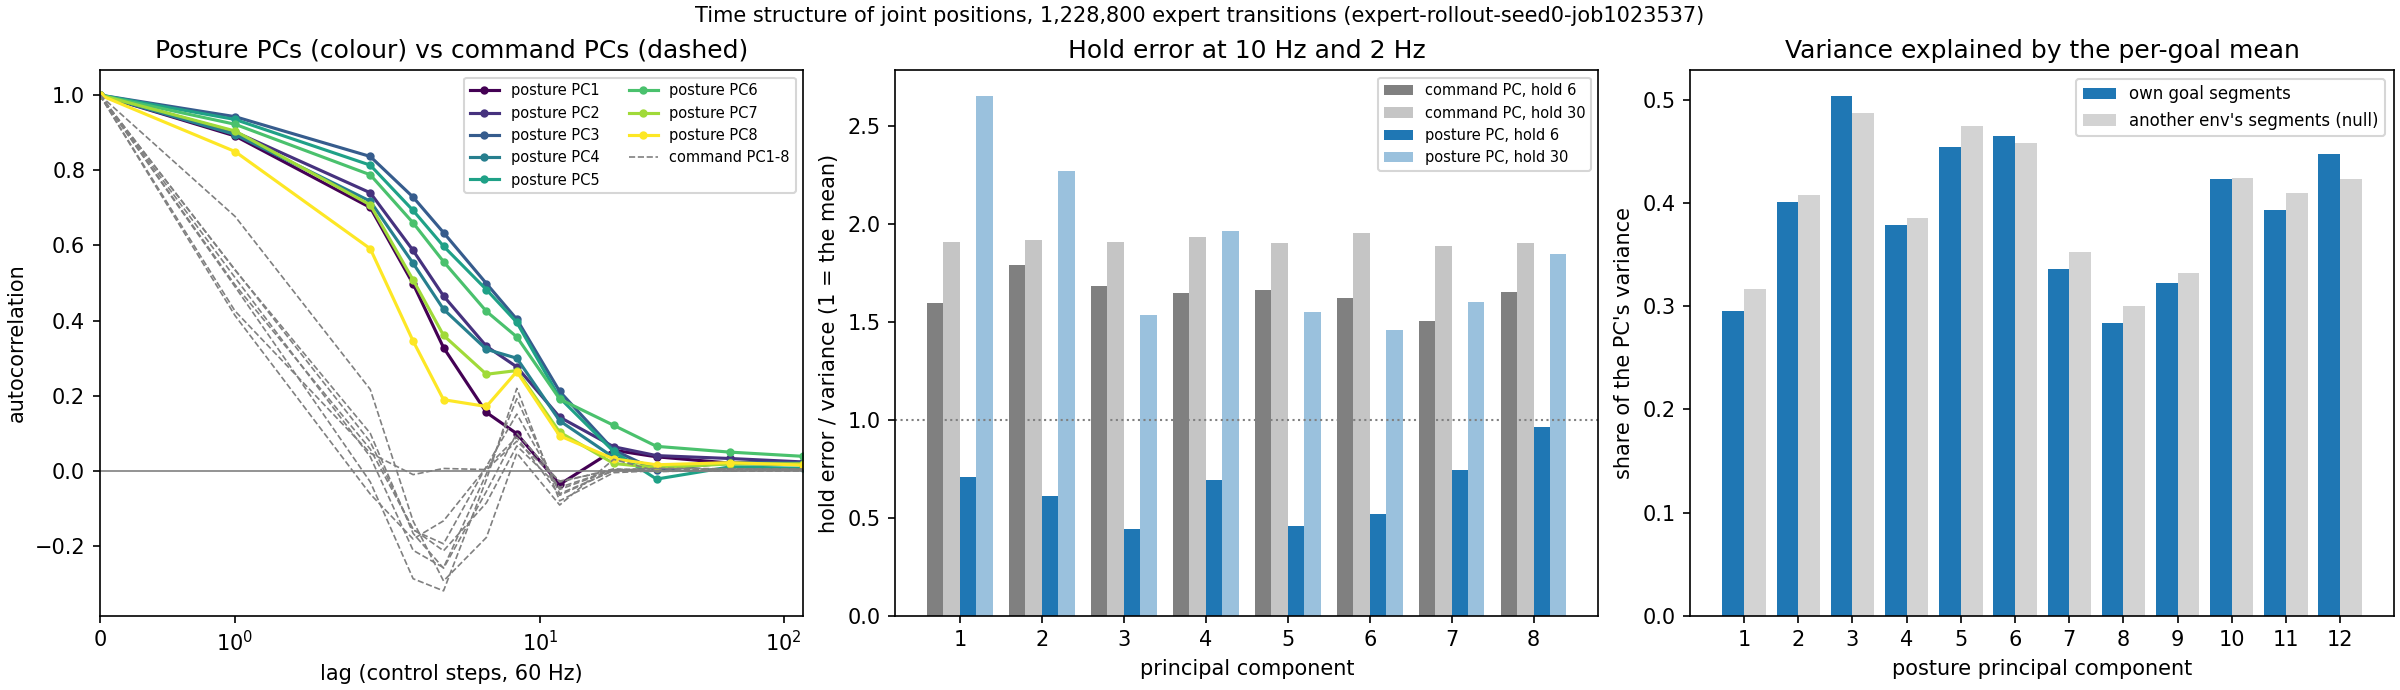 Time structure of joint positions, 1,228,800 expert transitions (expert-rollout-seed0-job1023537)
Posture PCs (colour) vs command PCs (dashed)
1.0
0.8
0.6
0.4
0.2
0.0
−0.2
autocorrelation
0
10⁰
10¹
10²
lag (control steps, 60 Hz)
posture PC1
posture PC2
posture PC3
posture PC4
posture PC5
posture PC6
posture PC7
posture PC8
command PC1-8
Hold error at 10 Hz and 2 Hz
2.5
2.0
1.5
1.0
0.5
0.0
hold error / variance (1 = the mean)
1 2 3 4 5 6 7 8
principal component
command PC, hold 6
command PC, hold 30
posture PC, hold 6
posture PC, hold 30
Variance explained by the per-goal mean
0.5
0.4
0.3
0.2
0.1
0.0
share of the PC's variance
1 2 3 4 5 6 7 8 9 10 11 12
posture principal component
own goal segments
another env's segments (null)